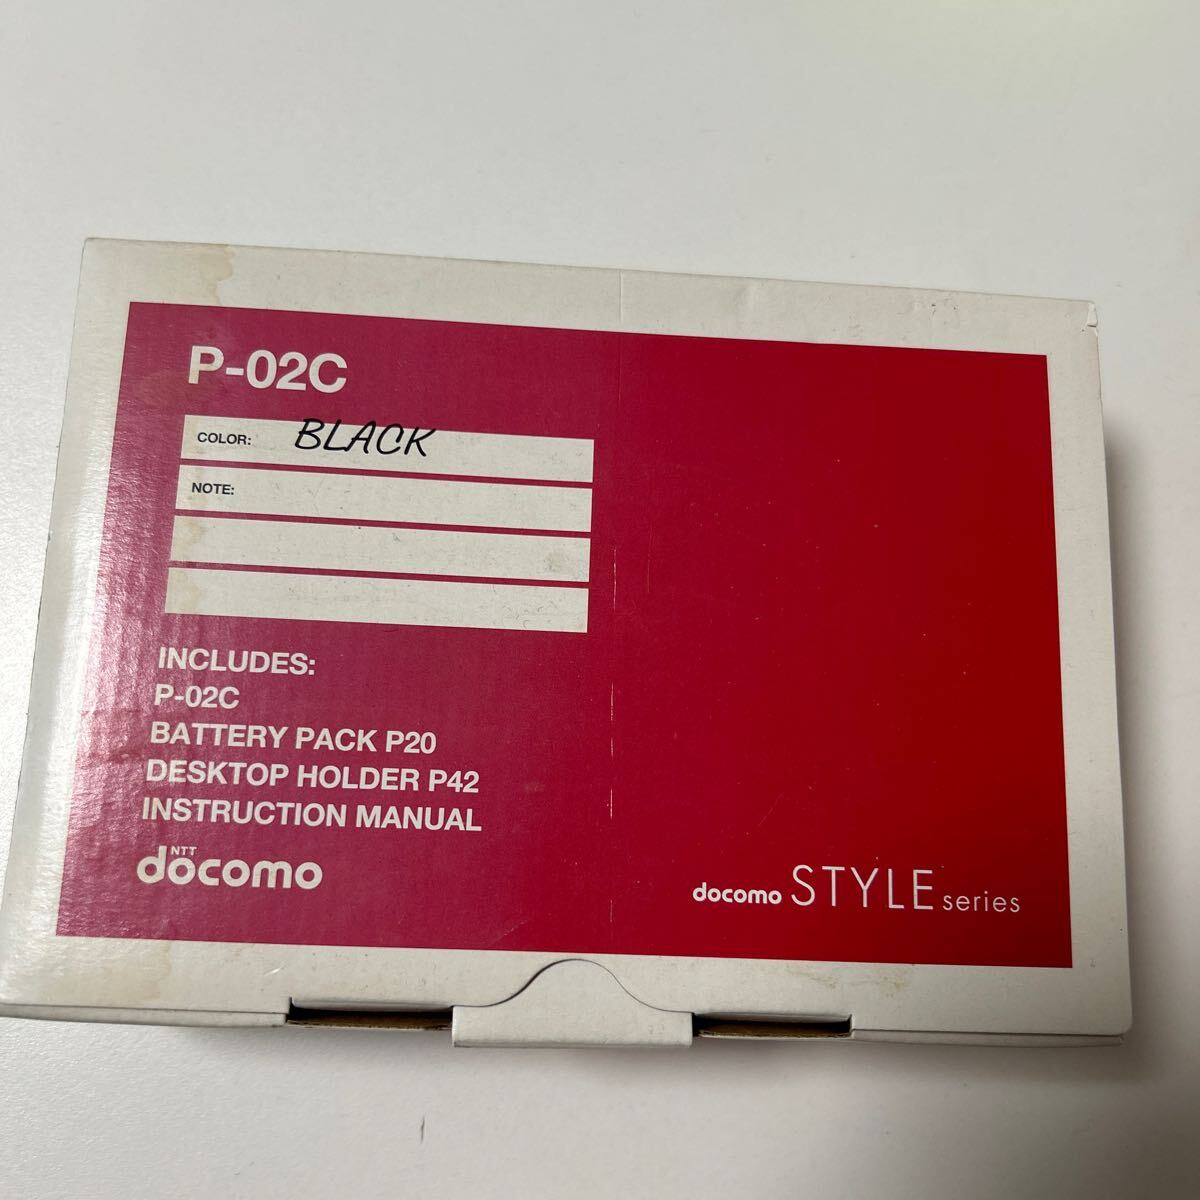 P-02C
COLOR: BLACK
NOTE:
INCLUDES:
P-02C
BATTERY PACK P20
DESKTOP HOLDER P42
INSTRUCTION MANUAL
NTT
docomo
docomo STYLE series